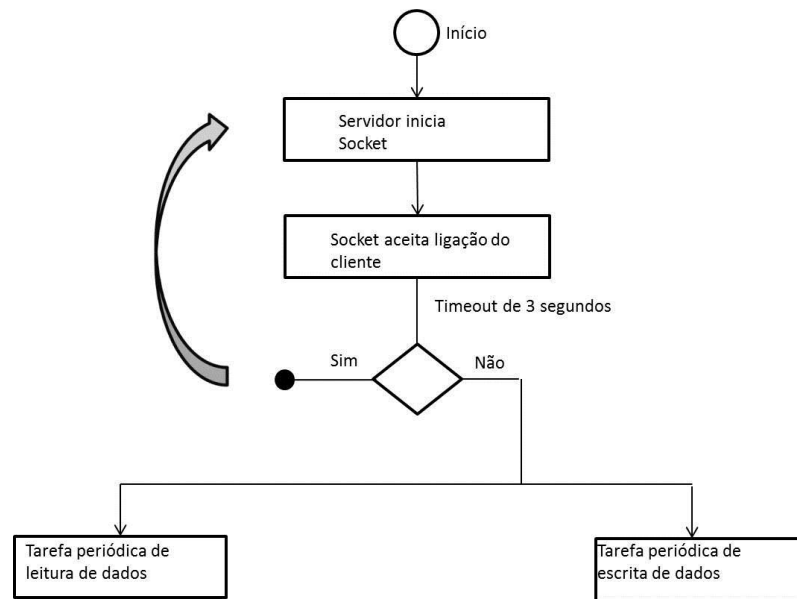 Início
Servidor inicia
Socket
Socket aceita ligação do
cliente
Timeout de 3 segundos
Sim
Não
Tarefa periódica de
leitura de dados
Tarefa periódica de
escrita de dados